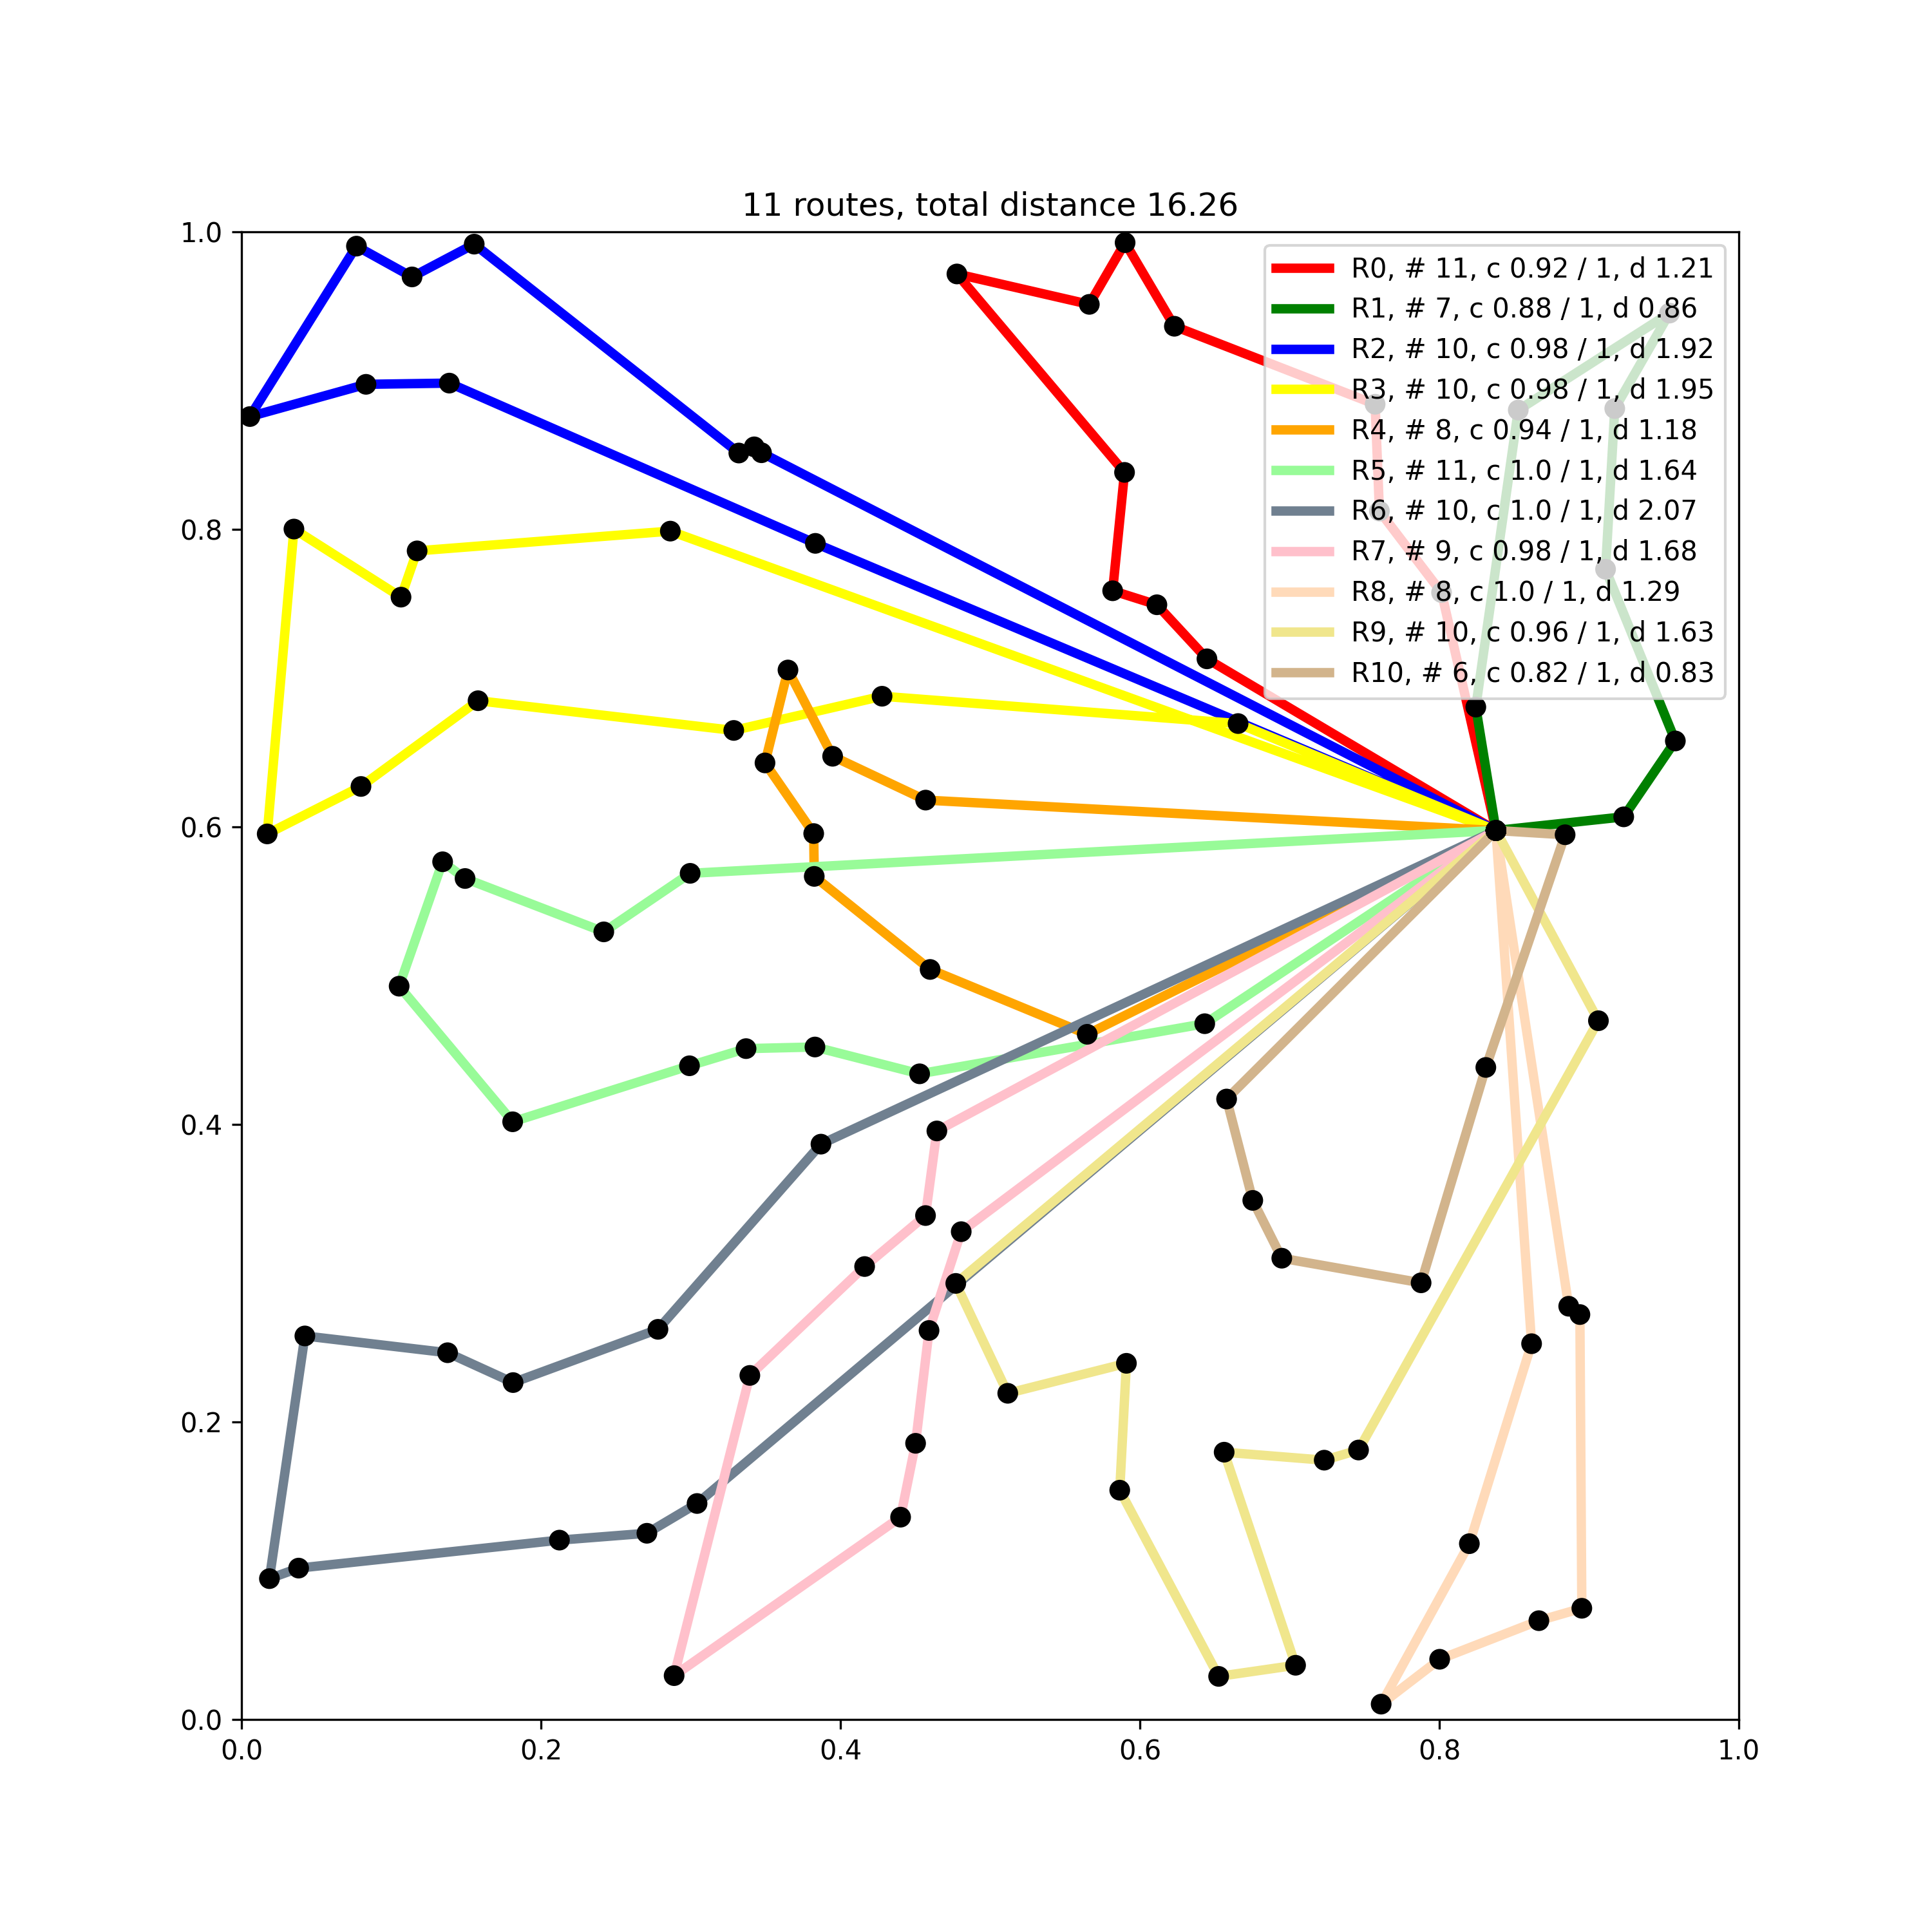 11 routes, total distance 16.26
1.0
0.8
0.6
0.4
0.2
0.0
0.0 0.2 0.4 0.6 0.8 1.0
R0, # 11, c 0.92 / 1, d 1.21
R1, # 7, c 0.88 / 1, d 0.86
R2, # 10, c 0.98 / 1, d 1.92
R3, # 10, c 0.98 / 1, d 1.95
R4, # 8, c 0.94 / 1, d 1.18
R5, # 11, c 1.0 / 1, d 1.64
R6, # 10, c 1.0 / 1, d 2.07
R7, # 9, c 0.98 / 1, d 1.68
R8, # 8, c 1.0 / 1, d 1.29
R9, # 10, c 0.96 / 1, d 1.63
R10, # 6, c 0.82 / 1, d 0.83